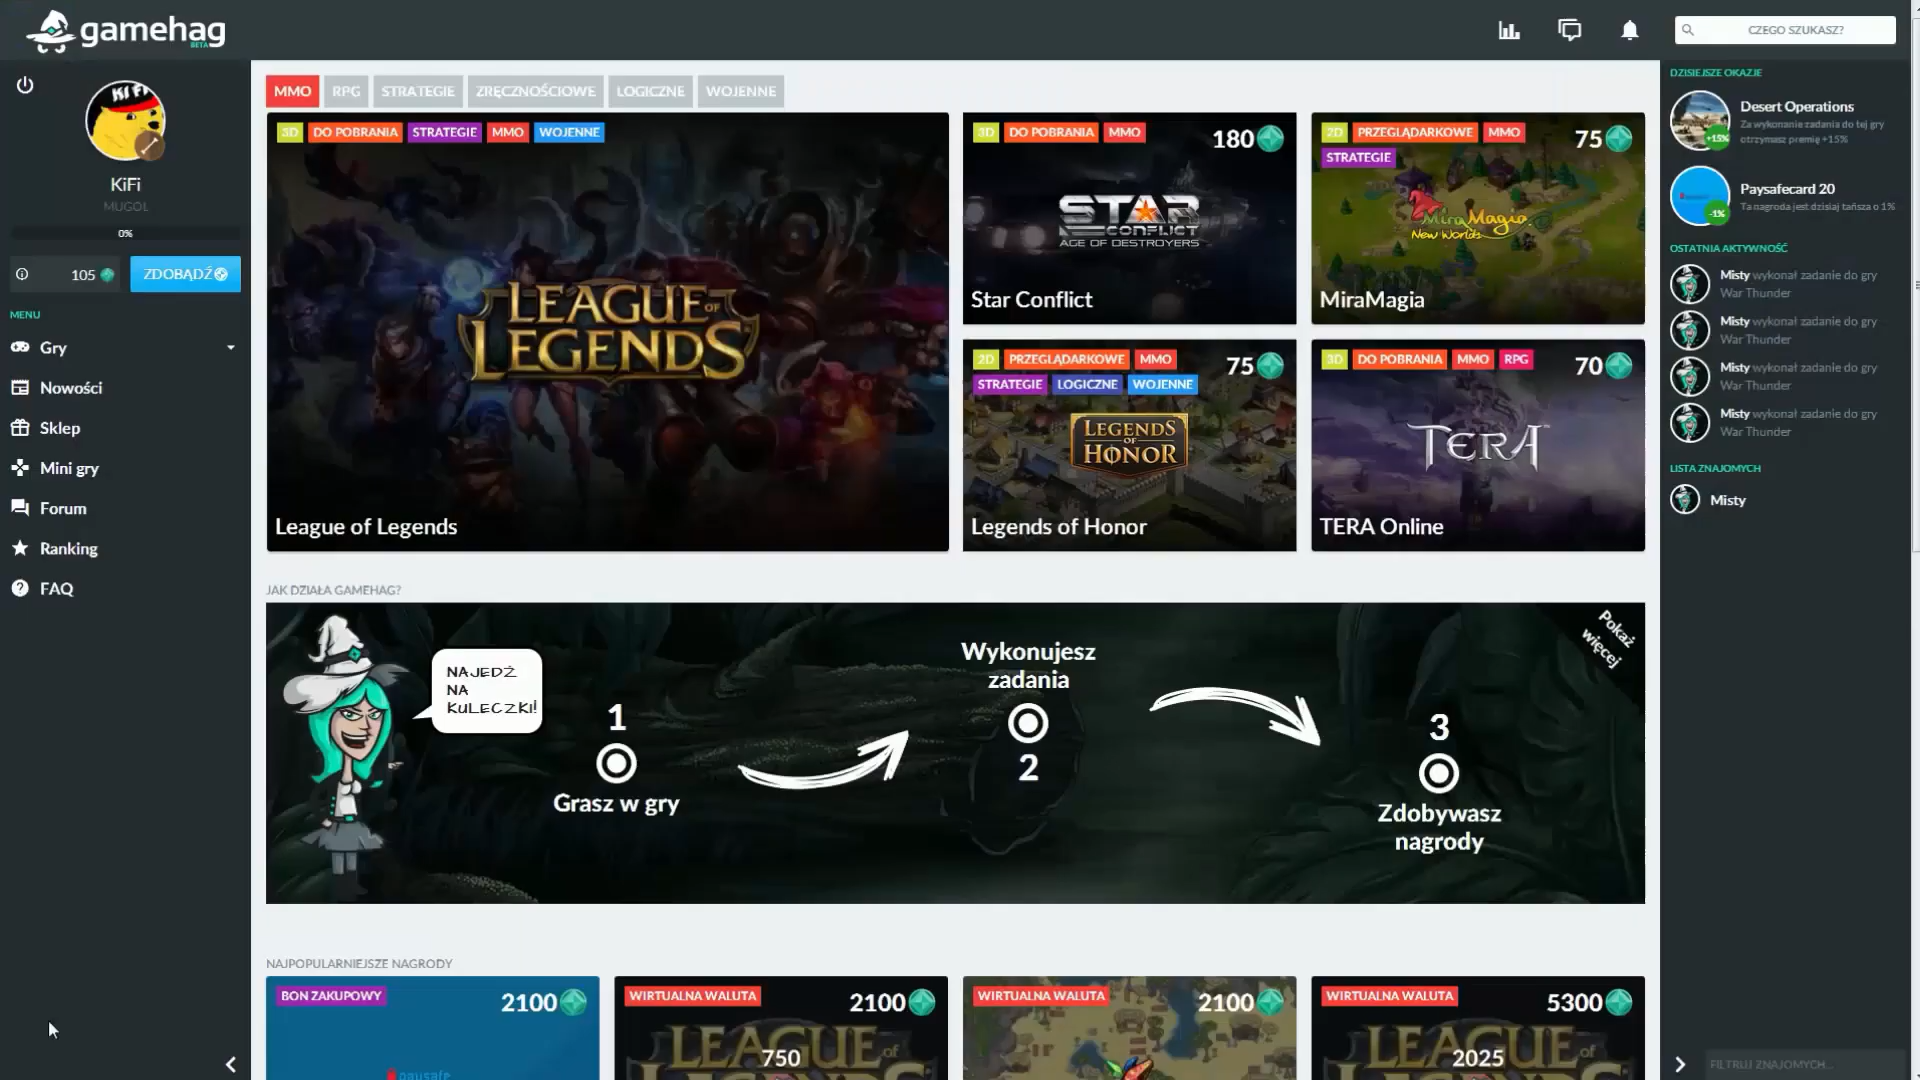 gamehag
BETA
CZEGO SZUKASZ?
KiFi
MUGOL
0%
105
ZDOBĄDŹ
MENU
Gry
Nowości
Sklep
Mini gry
Forum
Ranking
FAQ
MMO
RPG
STRATEGIE
ZRĘCZNOŚCIOWE
LOGICZNE
WOJENNE
3D
DO POBRANIA
STRATEGIE
MMO
WOJENNE
LEAGUE OF
LEGENDS
League of Legends
3D
DO POBRANIA
MMO
180
STAR
CONFLICT
AGE OF DESTROYERS
Star Conflict
2D
PRZEGLĄDARKOWE
MMO
STRATEGIE
75
MiraMagia
New Worlds
MiraMagia
2D
PRZEGLĄDARKOWE
MMO
STRATEGIE
LOGICZNE
WOJENNE
75
LEGENDS
OF
HONOR
Legends of Honor
3D
DO POBRANIA
MMO
RPG
70
TERA
TERA Online
JAK DZIAŁA GAMEHAG?
NAJEDŹ
NA
KULECZKI!
1
Grasz w gry
Wykonujesz
zadania
2
3
Zdobywasz
nagrody
Pokaż
więcej
NAJPOPULARNIEJSZE NAGRODY
BON ZAKUPOWY
2100
paysafe
WIRTUALNA WALUTA
2100
LEAGUE of
750
WIRTUALNA WALUTA
2100
WIRTUALNA WALUTA
5300
LEAGUE of
2025
DZISIEJSZE OKAZJE
+15%
Desert Operations
Za wykonanie zadania do tej gry
otrzymasz premię +15%
-1%
Paysafecard 20
Ta nagroda jest dzisiaj tańsza o 1%
OSTATNIA AKTYWNOŚĆ
Misty wykonał zadanie do gry
War Thunder
Misty wykonał zadanie do gry
War Thunder
Misty wykonał zadanie do gry
War Thunder
Misty wykonał zadanie do gry
War Thunder
LISTA ZNAJOMYCH
Misty
FILTRUJ ZNAJOMYCH...